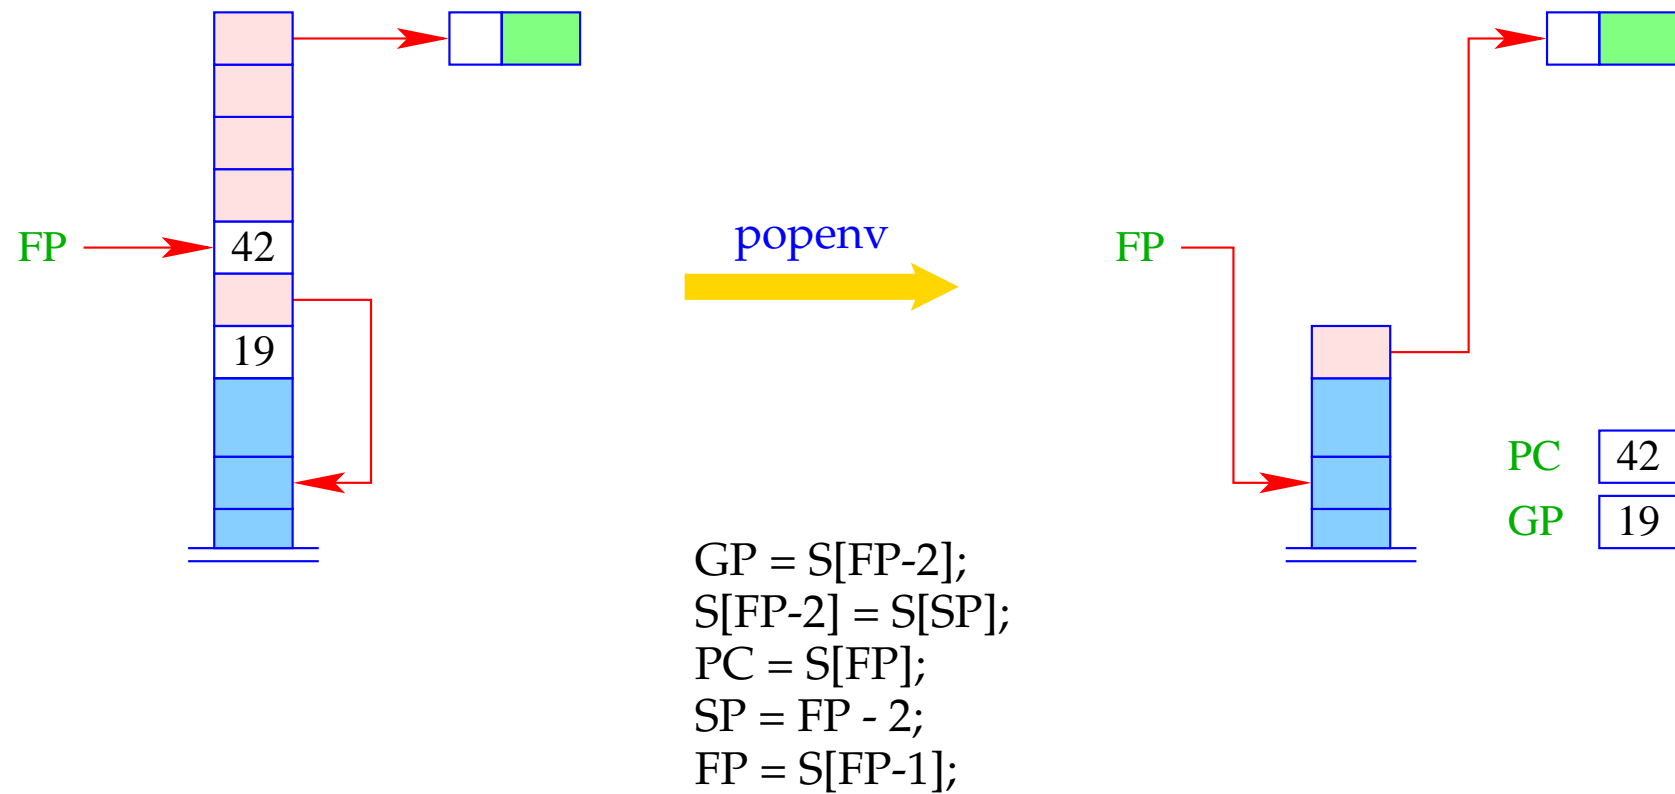 FP
42
19
popenv
FP
PC 42
GP 19
GP = S[FP-2];
S[FP-2] = S[SP];
PC = S[FP];
SP = FP - 2;
FP = S[FP-1];